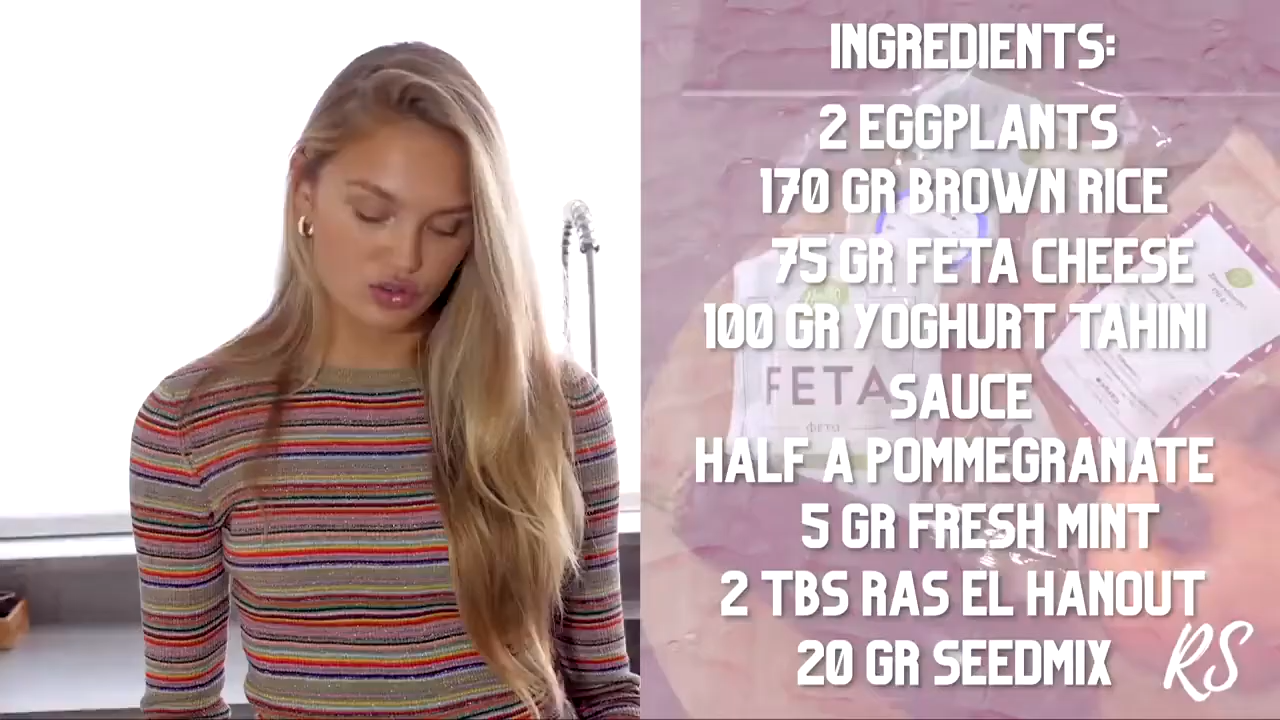 INGREDIENTS:
2 EGGPLANTS
170 GR BROWN RICE
75 GR FETA CHEESE
100 GR YOGHURT TAHINI
SAUCE
HALF A POMMEGRANATE
5 GR FRESH MINT
2 TBS RAS EL HANOUT
20 GR SEEDMIX
FETA
RS